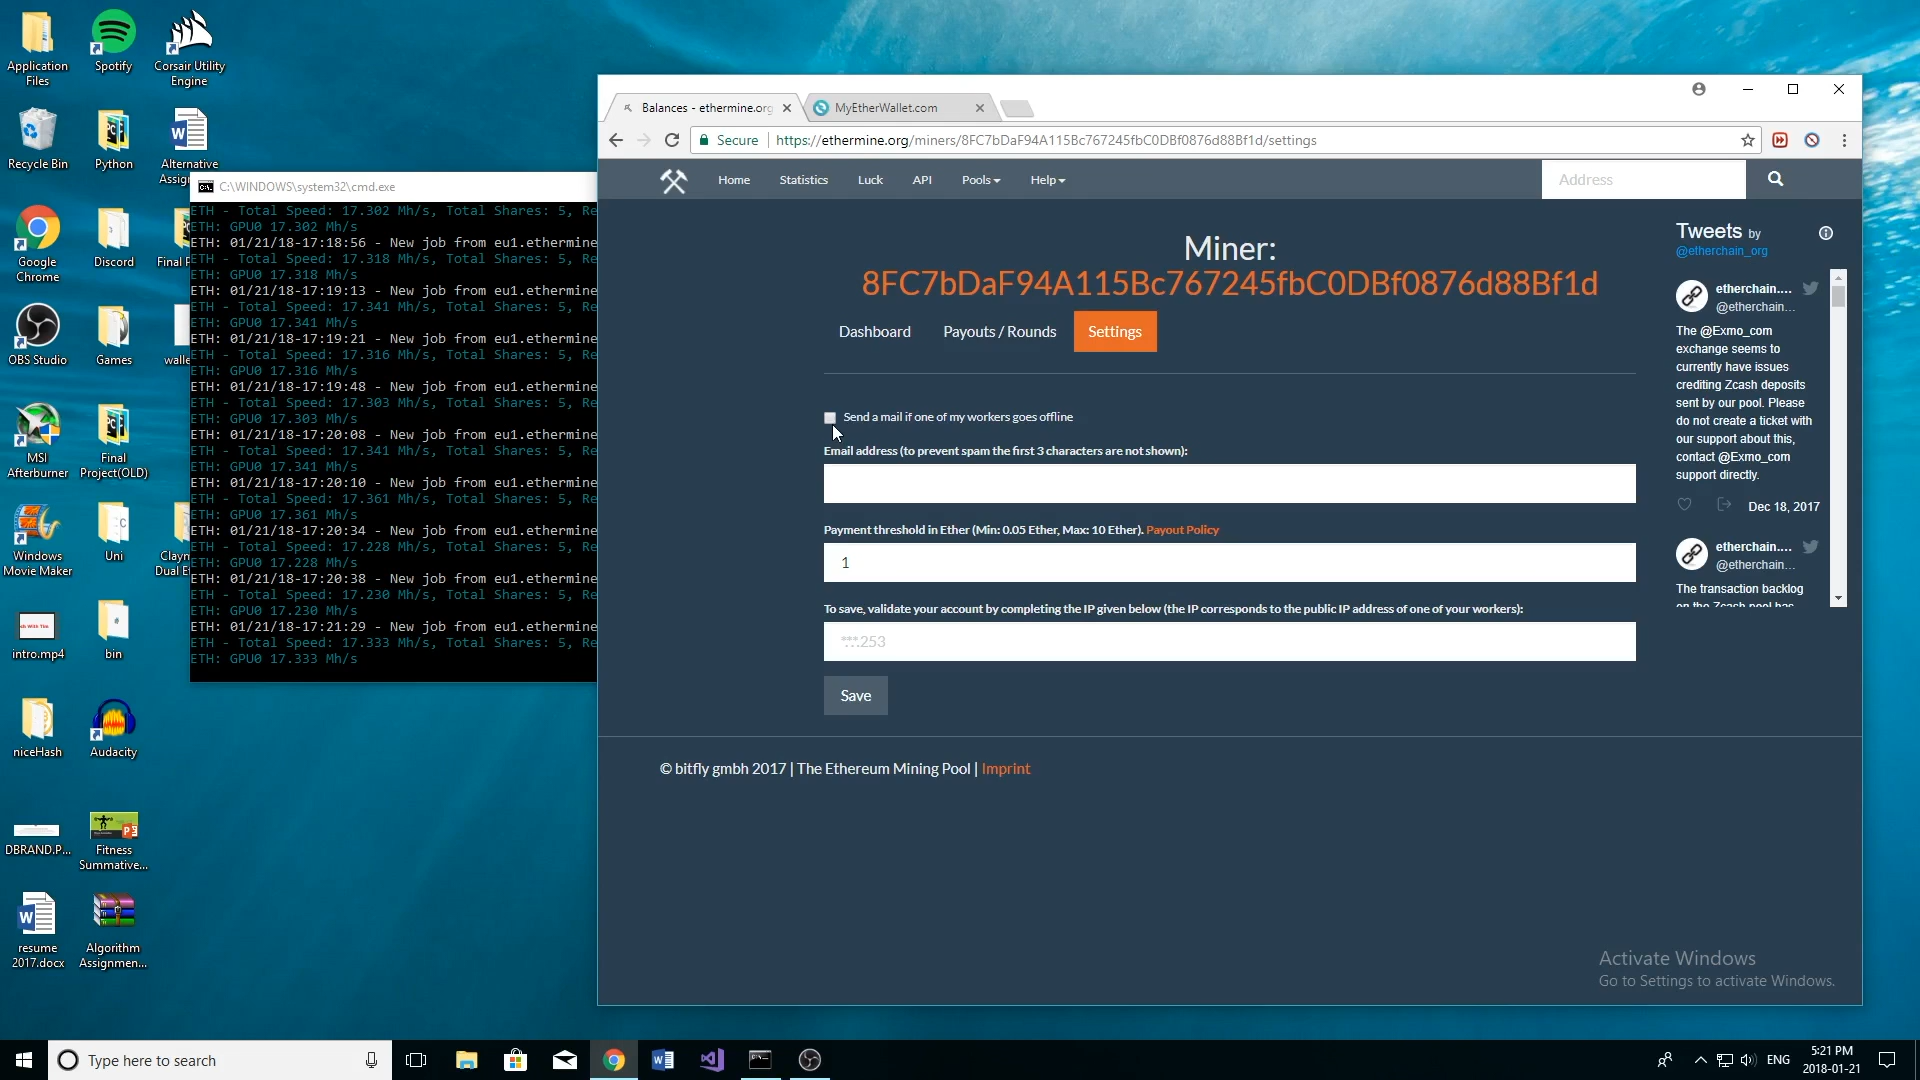 Application
Files
Spotify
Corsair Utility
Engine
Recycle Bin
Python
Alternative
Google
Chrome
Discord
OBS Studio
Games
MSI
Afterburner
Final
Project(OLD)
Windows
Movie Maker
Uni
Dual
intro.mp4
bin
niceHash
Audacity
DBRAND.P...
Fitness
Summative...
resume
2017.docx
Algorithm
Assignmen...
C:\WINDOWS\system32\cmd.exe
ETH - Total Speed: 17.302 Mh/s, Total Shares: 5, Re
ETH: GPU0 17.302 Mh/s
ETH: 01/21/18-17:18:56 - New job from eu1.ethermine
ETH - Total Speed: 17.318 Mh/s, Total Shares: 5, Re
ETH: GPU0 17.318 Mh/s
ETH: 01/21/18-17:19:13 - New job from eu1.ethermine
ETH - Total Speed: 17.341 Mh/s, Total Shares: 5, Re
ETH: GPU0 17.341 Mh/s
ETH: 01/21/18-17:19:21 - New job from eu1.ethermine
ETH - Total Speed: 17.316 Mh/s, Total Shares: 5, Re
ETH: GPU0 17.316 Mh/s
ETH: 01/21/18-17:19:48 - New job from eu1.ethermine
ETH - Total Speed: 17.303 Mh/s, Total Shares: 5, Re
ETH: GPU0 17.303 Mh/s
ETH: 01/21/18-17:20:08 - New job from eu1.ethermine
ETH - Total Speed: 17.341 Mh/s, Total Shares: 5, Re
ETH: GPU0 17.341 Mh/s
ETH: 01/21/18-17:20:10 - New job from eu1.ethermine
ETH - Total Speed: 17.361 Mh/s, Total Shares: 5, Re
ETH: GPU0 17.361 Mh/s
ETH: 01/21/18-17:20:34 - New job from eu1.ethermine
ETH - Total Speed: 17.228 Mh/s, Total Shares: 5, Re
ETH: GPU0 17.228 Mh/s
ETH: 01/21/18-17:20:38 - New job from eu1.ethermine
ETH - Total Speed: 17.230 Mh/s, Total Shares: 5, Re
ETH: GPU0 17.230 Mh/s
ETH: 01/21/18-17:21:29 - New job from eu1.ethermine
ETH - Total Speed: 17.333 Mh/s, Total Shares: 5, Re
ETH: GPU0 17.333 Mh/s
Balances - ethermine.org
MyEtherWallet.com
Secure https://ethermine.org/miners/8FC7bDaF94A115Bc767245fbC0DBf0876d88Bf1d/settings
Home Statistics Luck API Pools Help Address
Miner:
8FC7bDaF94A115Bc767245fbC0DBf0876d88Bf1d
Dashboard Payouts / Rounds Settings
Send a mail if one of my workers goes offline
Email address (to prevent spam the first 3 characters are not shown):
Payment threshold in Ether (Min: 0.05 Ether, Max: 10 Ether). Payout Policy
1
To save, validate your account by completing the IP given below (the IP corresponds to the public IP address of one of your workers):
*.*.*.253
Save
© bitfly gmbh 2017 | The Ethereum Mining Pool | Imprint
Tweets by
@etherchain_org
etherchain....
@etherchain...
The @Exmo_com
exchange seems to
currently have issues
crediting Zcash deposits
sent by our pool. Please
do not create a ticket with
our support about this,
contact @Exmo_com
support directly.
Dec 18, 2017
etherchain....
@etherchain...
The transaction backlog
on the Zcash pool has
Activate Windows
Go to Settings to activate Windows.
Type here to search
ENG
5:21 PM
2018-01-21